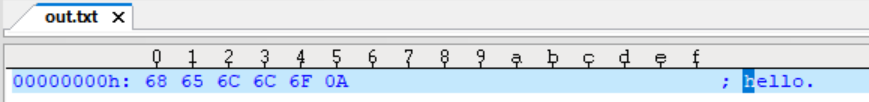 out.txt X
0 1 2 3 4 5 6 7 8 9 a b c d e f
00000000h: 68 65 6C 6C 6F 0A ; hello.